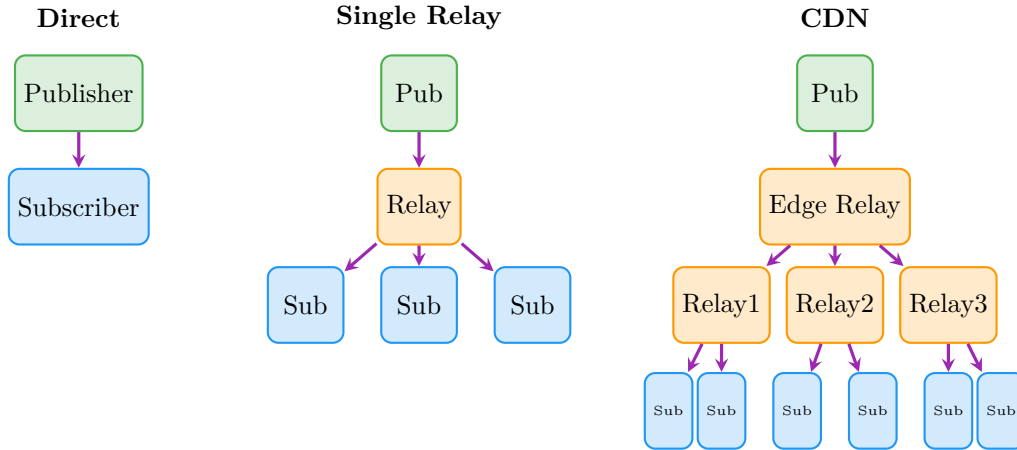 Direct
Publisher
Subscriber
Single Relay
Pub
Relay
Sub Sub Sub
CDN
Pub
Edge Relay
Relay1 Relay2 Relay3
Sub Sub Sub Sub Sub Sub